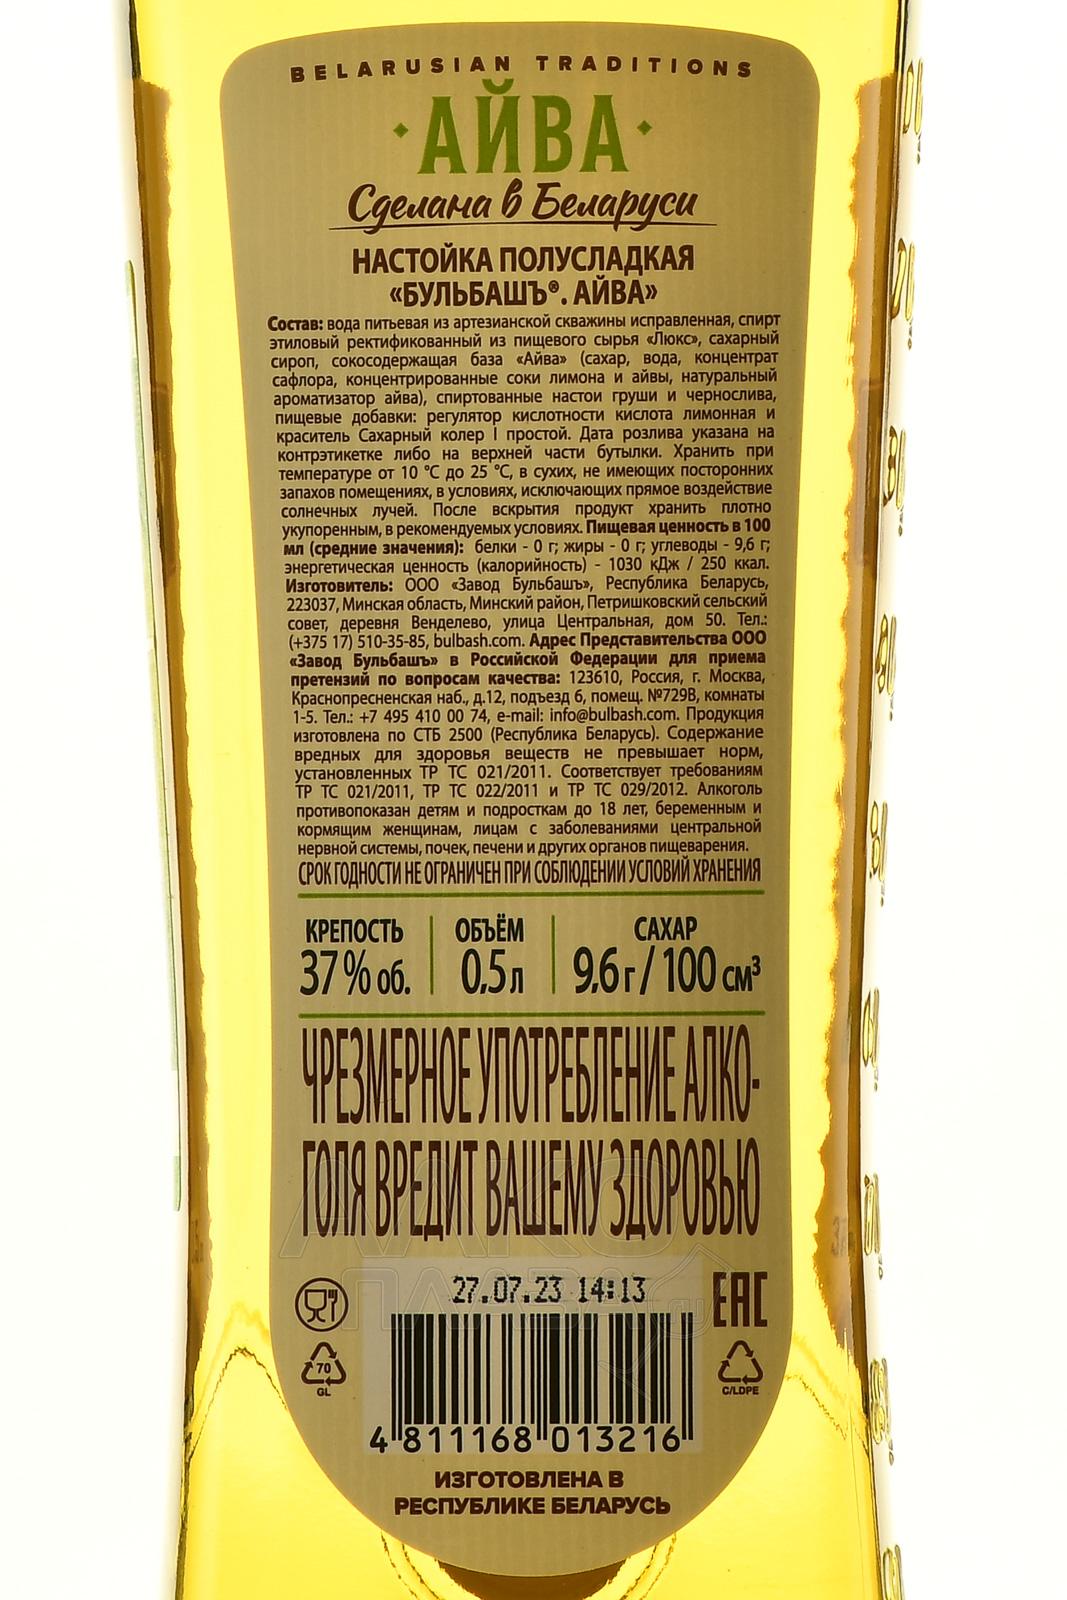 BELARUSIAN TRADITIONS
·АЙВА·
Сделана в Беларуси
НАСТОЙКА ПОЛУСЛАДКАЯ
«БУЛЬБАШЪ®. АЙВА»
Состав: вода питьевая из артезианской скважины исправленная, спирт
этиловый ректификованный из пищевого сырья «Люкс», сахарный
сироп, сокосодержащая база «Айва» (сахар, вода, концентрат
сафлора, концентрированные соки лимона и айвы, натуральный
ароматизатор айва), спиртованные настои груши и чернослива,
пищевые добавки: регулятор кислотности кислота лимонная и
краситель Сахарный колер I простой. Дата розлива указана на
контрэтикетке либо на верхней части бутылки. Хранить при
температуре от 10 °С до 25 °С, в сухих, не имеющих посторонних
запахов помещениях, в условиях, исключающих прямое воздействие
солнечных лучей. После вскрытия продукт хранить плотно
укупоренным, в рекомендуемых условиях. Пищевая ценность в 100
мл (средние значения): белки - 0 г; жиры - 0 г; углеводы - 9,6 г;
энергетическая ценность (калорийность) - 1030 кДж / 250 ккал.
Изготовитель: ООО «Завод Бульбашъ», Республика Беларусь,
223037, Минская область, Минский район, Петришковский сельский
совет, деревня Венделево, улица Центральная, дом 50. Тел.:
(+375 17) 510-35-85, bulbash.com. Адрес Представительства ООО
«Завод Бульбашъ» в Российской Федерации для приема
претензий по вопросам качества: 123610, Россия, г. Москва,
Краснопресненская наб., д.12, подъезд 6, помещ. №729В, комнаты
1-5. Тел.: +7 495 410 00 74, e-mail: info@bulbash.com. Продукция
изготовлена по СТБ 2500 (Республика Беларусь). Содержание
вредных для здоровья веществ не превышает норм,
установленных ТР ТС 021/2011. Соответствует требованиям
ТР ТС 021/2011, ТР ТС 022/2011 и ТР ТС 029/2012. Алкоголь
противопоказан детям и подросткам до 18 лет, беременным и
кормящим женщинам, лицам с заболеваниями центральной
нервной системы, почек, печени и других органов пищеварения.
СРОК ГОДНОСТИ НЕ ОГРАНИЧЕН ПРИ СОБЛЮДЕНИИ УСЛОВИЙ ХРАНЕНИЯ
КРЕПОСТЬ ОБЪЁМ САХАР
37% об. 0,5 л 9,6 г / 100 см³
ЧРЕЗМЕРНОЕ УПОТРЕБЛЕНИЕ АЛКО-
ГОЛЯ ВРЕДИТ ВАШЕМУ ЗДОРОВЬЮ
27.07.23 14:13
EAC
70
GL
C/LDPE
4 811168 013216
ИЗГОТОВЛЕНА В
РЕСПУБЛИКЕ БЕЛАРУСЬ